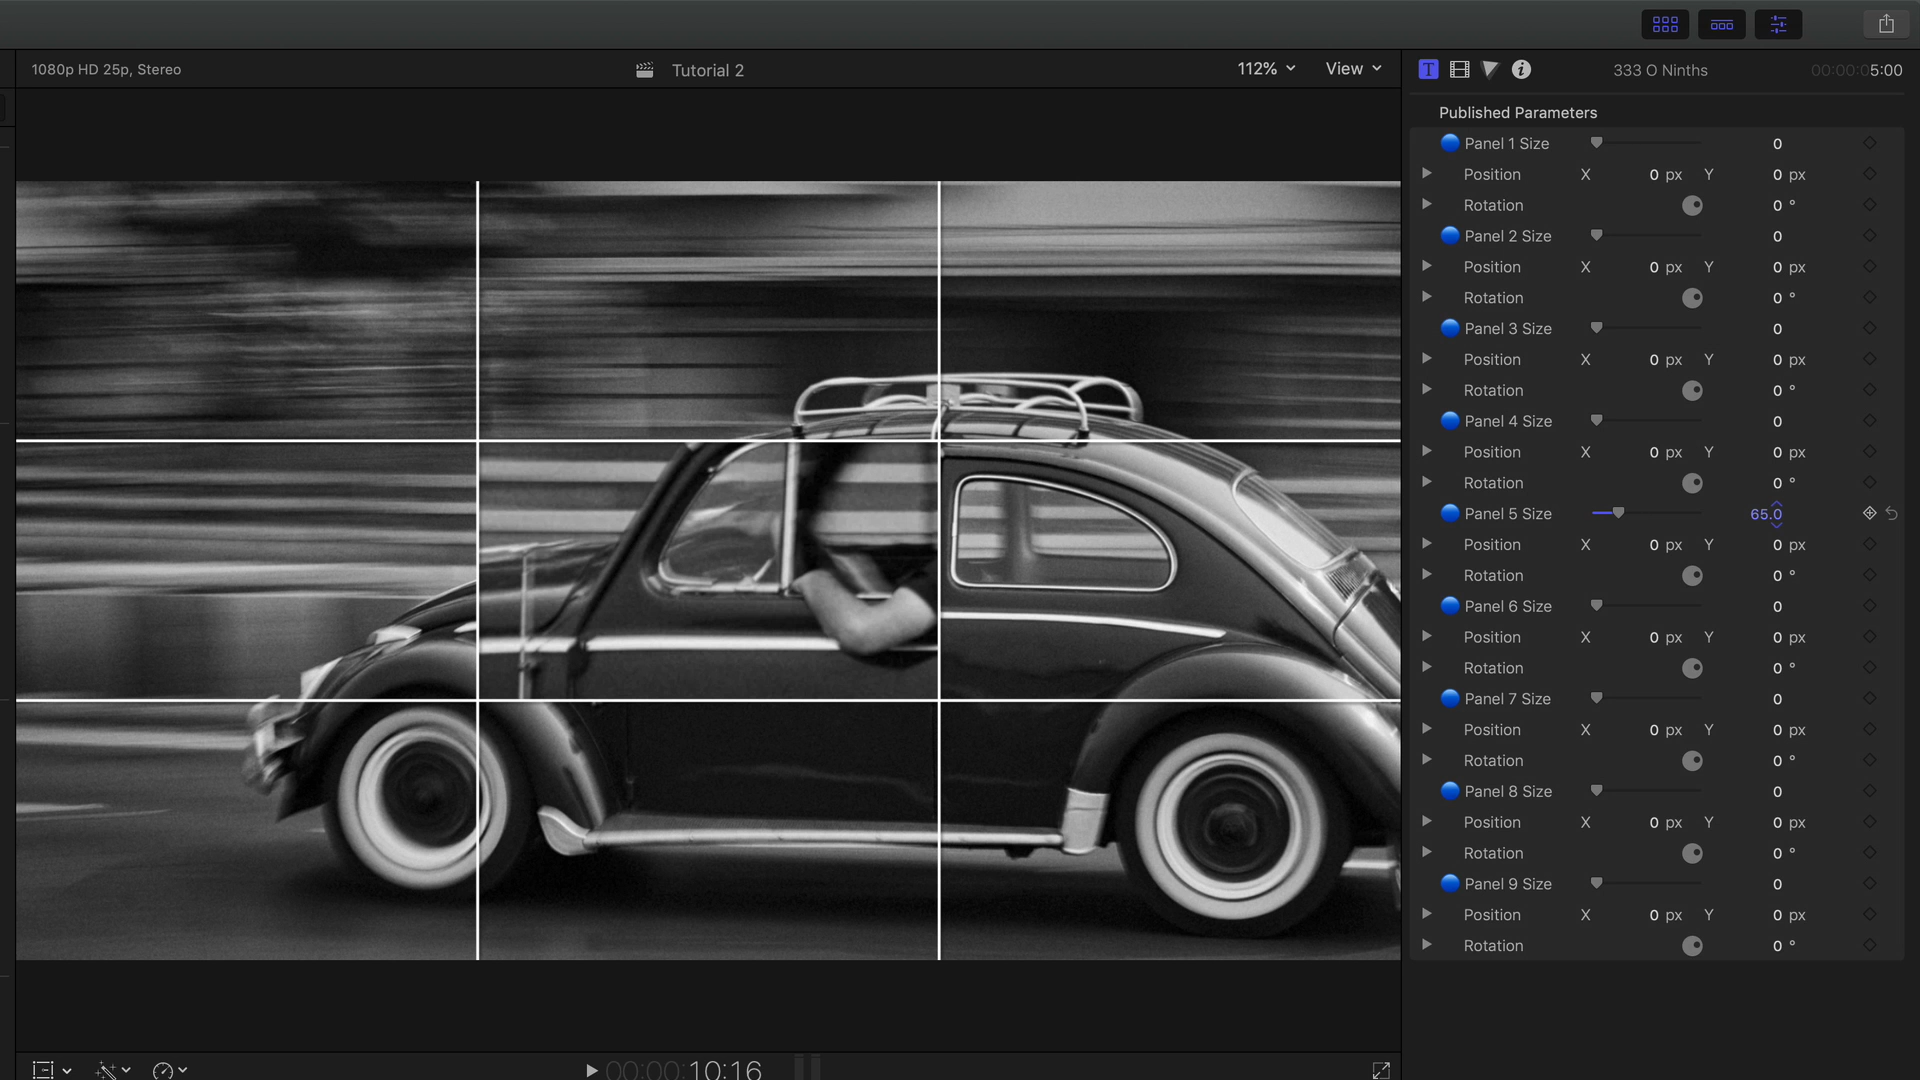 1080p HD 25p, Stereo
Tutorial 2
112%
View
T
i
333 O Ninths
00:00:05:00
Published Parameters
Panel 1 Size 0
Position X 0 px Y 0 px
Rotation 0 °
Panel 2 Size 0
Position X 0 px Y 0 px
Rotation 0 °
Panel 3 Size 0
Position X 0 px Y 0 px
Rotation 0 °
Panel 4 Size 0
Position X 0 px Y 0 px
Rotation 0 °
Panel 5 Size 65.0
Position X 0 px Y 0 px
Rotation 0 °
Panel 6 Size 0
Position X 0 px Y 0 px
Rotation 0 °
Panel 7 Size 0
Position X 0 px Y 0 px
Rotation 0 °
Panel 8 Size 0
Position X 0 px Y 0 px
Rotation 0 °
Panel 9 Size 0
Position X 0 px Y 0 px
Rotation 0 °
00:00:10:16